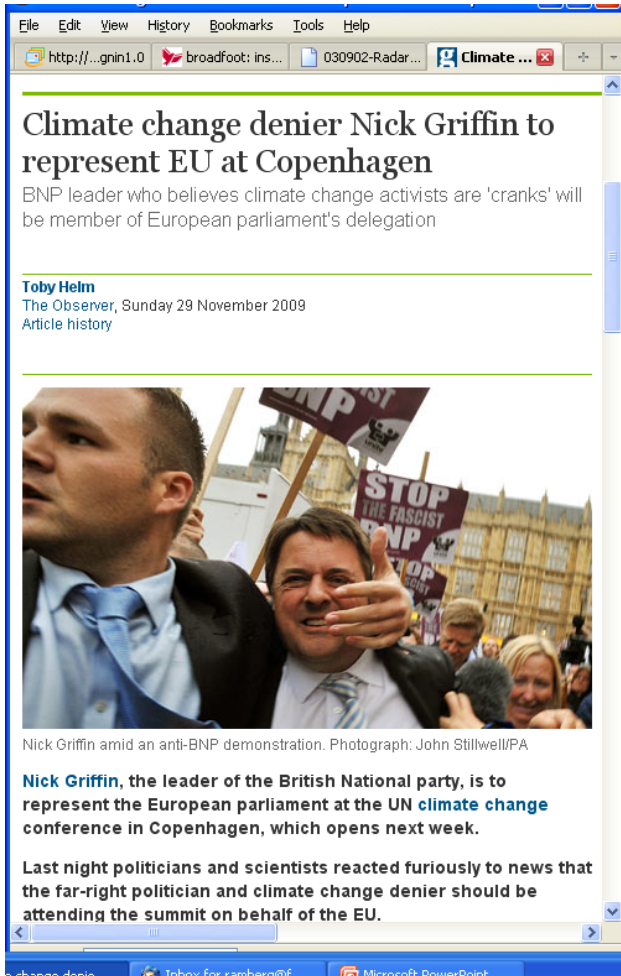 File Edit View History Bookmarks Tools Help
http://...gnin1.0 broadfoot: ins... 030902-Radar... Climate ...
Climate change denier Nick Griffin to
represent EU at Copenhagen
BNP leader who believes climate change activists are 'cranks' will
be member of European parliament's delegation
Toby Helm
The Observer, Sunday 29 November 2009
Article history
BNP
STOP
THE FASCIST
BNP
STOP
Nick Griffin amid an anti-BNP demonstration. Photograph: John Stillwell/PA
Nick Griffin, the leader of the British National party, is to
represent the European parliament at the UN climate change
conference in Copenhagen, which opens next week.
Last night politicians and scientists reacted furiously to news that
the far-right politician and climate change denier should be
attending the summit on behalf of the EU.
change denie... Inbox for ramberg@f... Microsoft PowerPoint